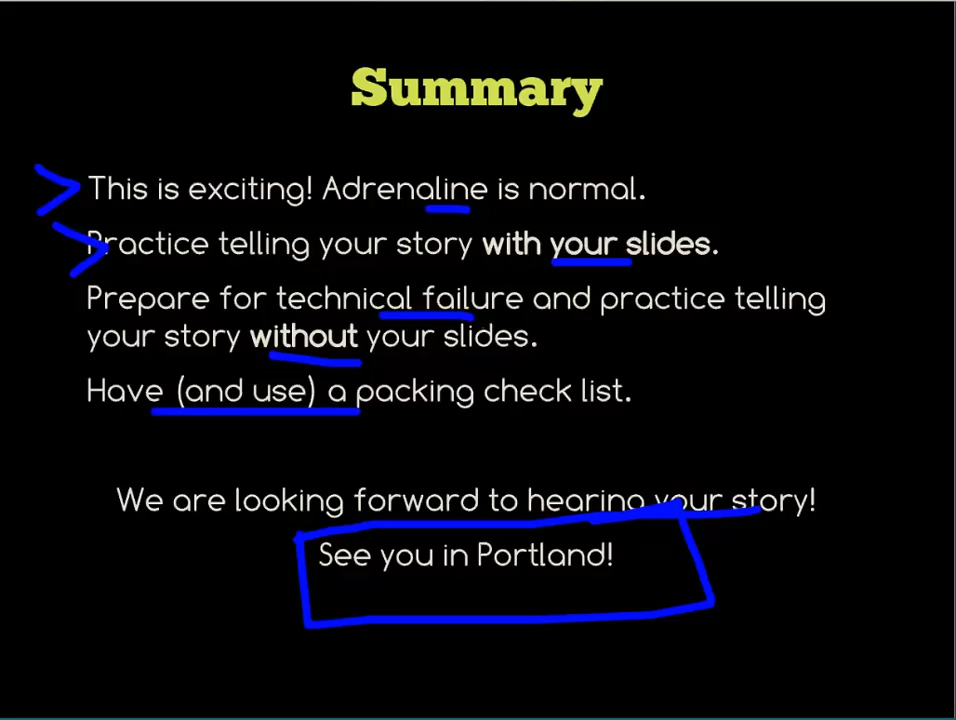 Summary
This is exciting! Adrenaline is normal.
Practice telling your story with your slides.
Prepare for technical failure and practice telling
your story without your slides.
Have (and use) a packing check list.
We are looking forward to hearing your story!
See you in Portland!